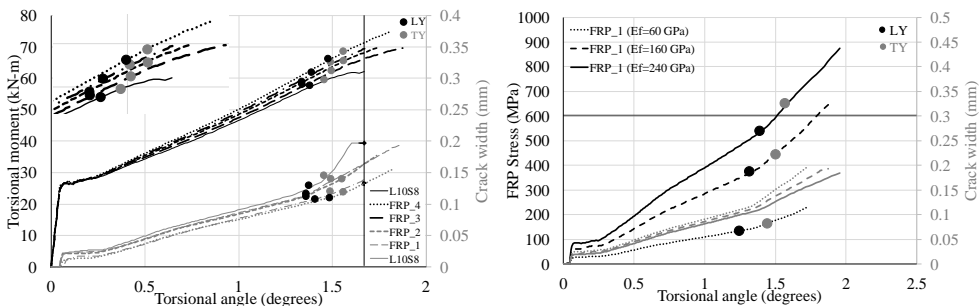 80
70
60
50
40
30
20
10
0
Torsional moment (kN-m)
0
0.5
1
1.5
2
Torsional angle (degrees)
0.4
0.35
0.3
0.25
0.2
0.15
0.1
0.05
0
Crack width (mm)
LY
TY
L10S8
FRP_4
FRP_3
FRP_2
FRP_1
L10S8
1000
900
800
700
600
500
400
300
200
100
0
FRP Stress (MPa)
0
0.5
1
1.5
2
2.5
Torsional angle (degrees)
0.5
0.45
0.4
0.35
0.3
0.25
0.2
0.15
0.1
0.05
0
Crack width (mm)
FRP_1 (Ef=60 GPa)
FRP_1 (Ef=160 GPa)
FRP_1 (Ef=240 GPa)
LY
TY